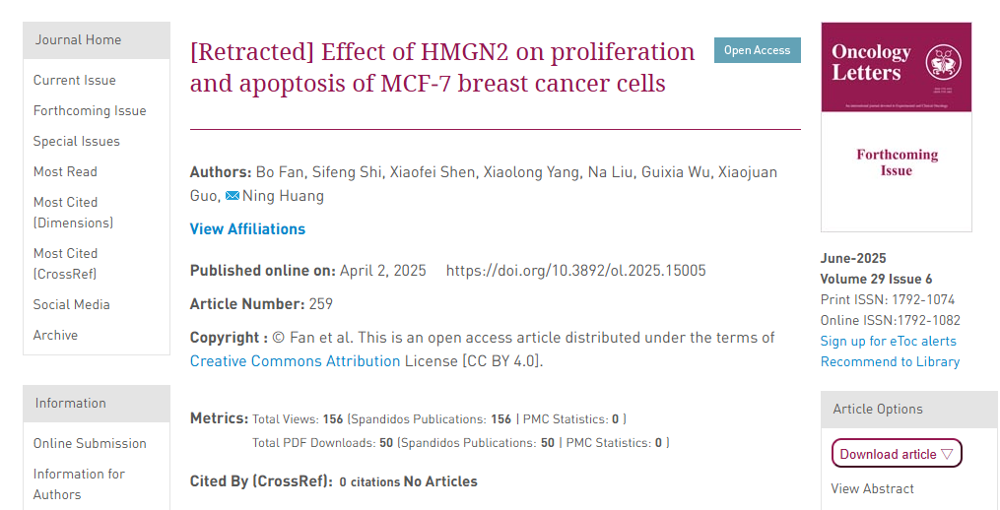 Journal Home
Current Issue
Forthcoming Issue
Special Issues
Most Read
Most Cited
(Dimensions)
Most Cited
(CrossRef)
Social Media
Archive
Information
Online Submission
Information for
Authors
[Retracted] Effect of HMGN2 on proliferation
and apoptosis of MCF‑7 breast cancer cells
Open Access
Authors: Bo Fan, Sifeng Shi, Xiaofei Shen, Xiaolong Yang, Na Liu, Guixia Wu, Xiaojuan
Guo, Ning Huang
View Affiliations
Published online on: April 2, 2025 https://doi.org/10.3892/ol.2025.15005
Article Number: 259
Copyright : © Fan et al. This is an open access article distributed under the terms of
Creative Commons Attribution License [CC BY 4.0].
Metrics: Total Views: 156 (Spandidos Publications: 156 | PMC Statistics: 0 )
Total PDF Downloads: 50 (Spandidos Publications: 50 | PMC Statistics: 0 )
Cited By (CrossRef): 0 citations No Articles
Oncology
Letters
Forthcoming
Issue
June-2025
Volume 29 Issue 6
Print ISSN: 1792-1074
Online ISSN:1792-1082
Sign up for eToc alerts
Recommend to Library
Article Options
Download article ▽
View Abstract